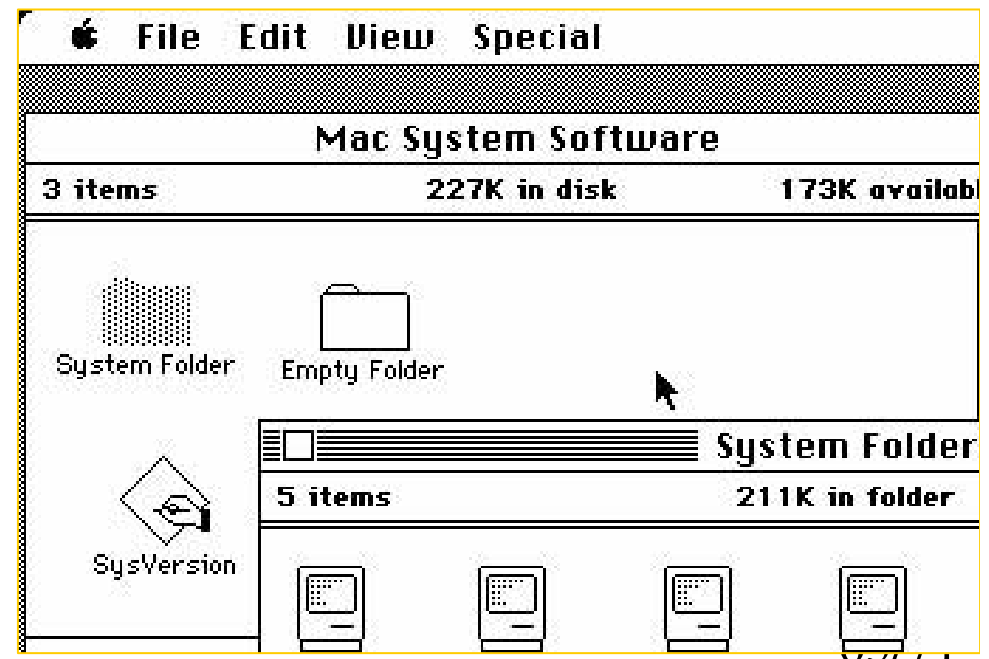 File Edit View Special
Mac System Software
3 items 227K in disk 173K availabl
System Folder Empty Folder
System Folder
5 items 211K in folder
SysVersion